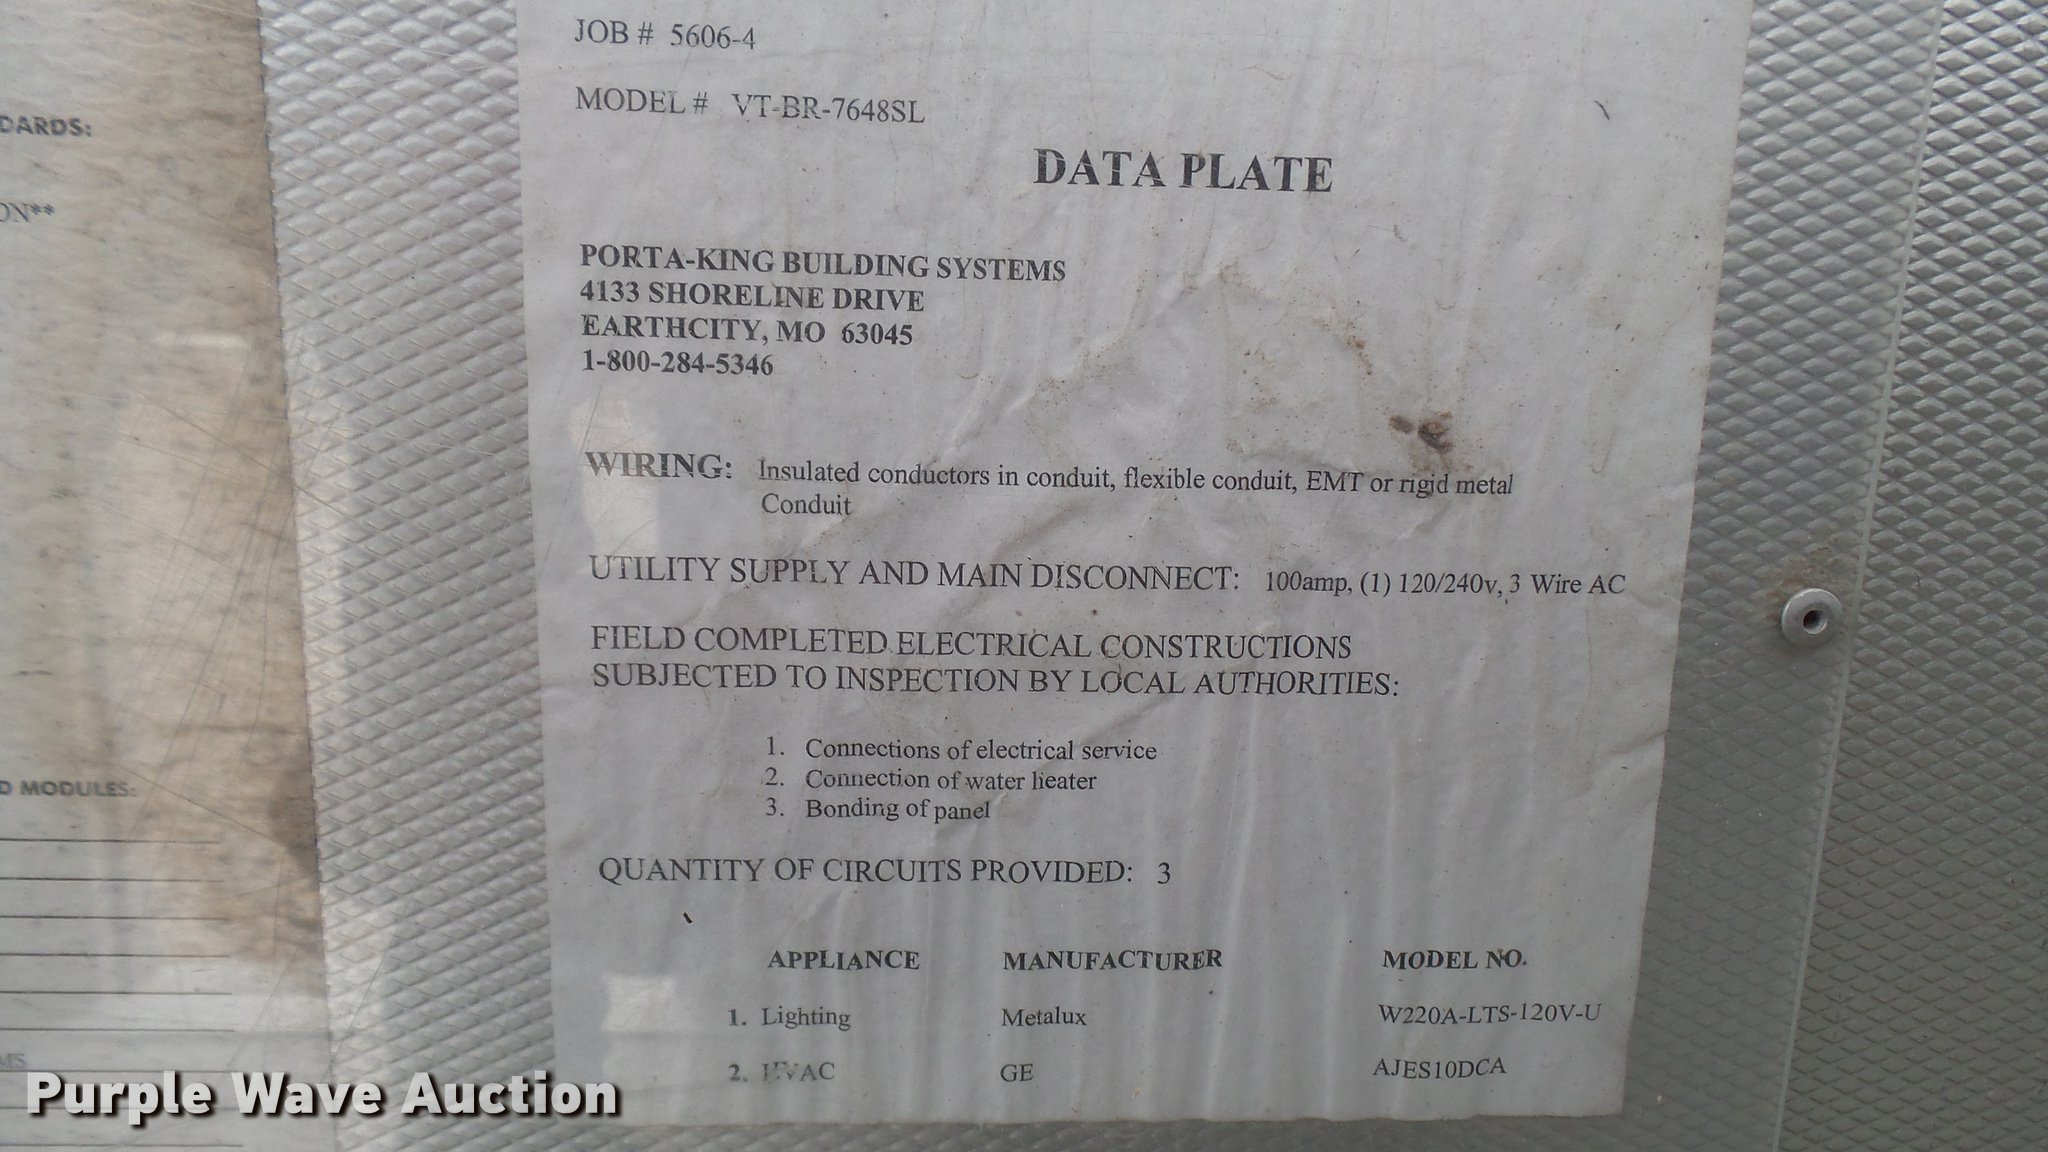 DARDS:
ON**
D MODULES:
MS
JOB # 5606-4
MODEL # VT-BR-7648SL
DATA PLATE
PORTA-KING BUILDING SYSTEMS
4133 SHORELINE DRIVE
EARTHCITY, MO 63045
1-800-284-5346
WIRING: Insulated conductors in conduit, flexible conduit, EMT or rigid metal
Conduit
UTILITY SUPPLY AND MAIN DISCONNECT: 100amp, (1) 120/240v, 3 Wire AC
FIELD COMPLETED ELECTRICAL CONSTRUCTIONS
SUBJECTED TO INSPECTION BY LOCAL AUTHORITIES:
1. Connections of electrical service
2. Connection of water heater
3. Bonding of panel
QUANTITY OF CIRCUITS PROVIDED: 3
APPLIANCE MANUFACTURER MODEL NO.
1. Lighting Metalux W220A-LTS-120V-U
2. HVAC GE AJES10DCA
Purple Wave Auction